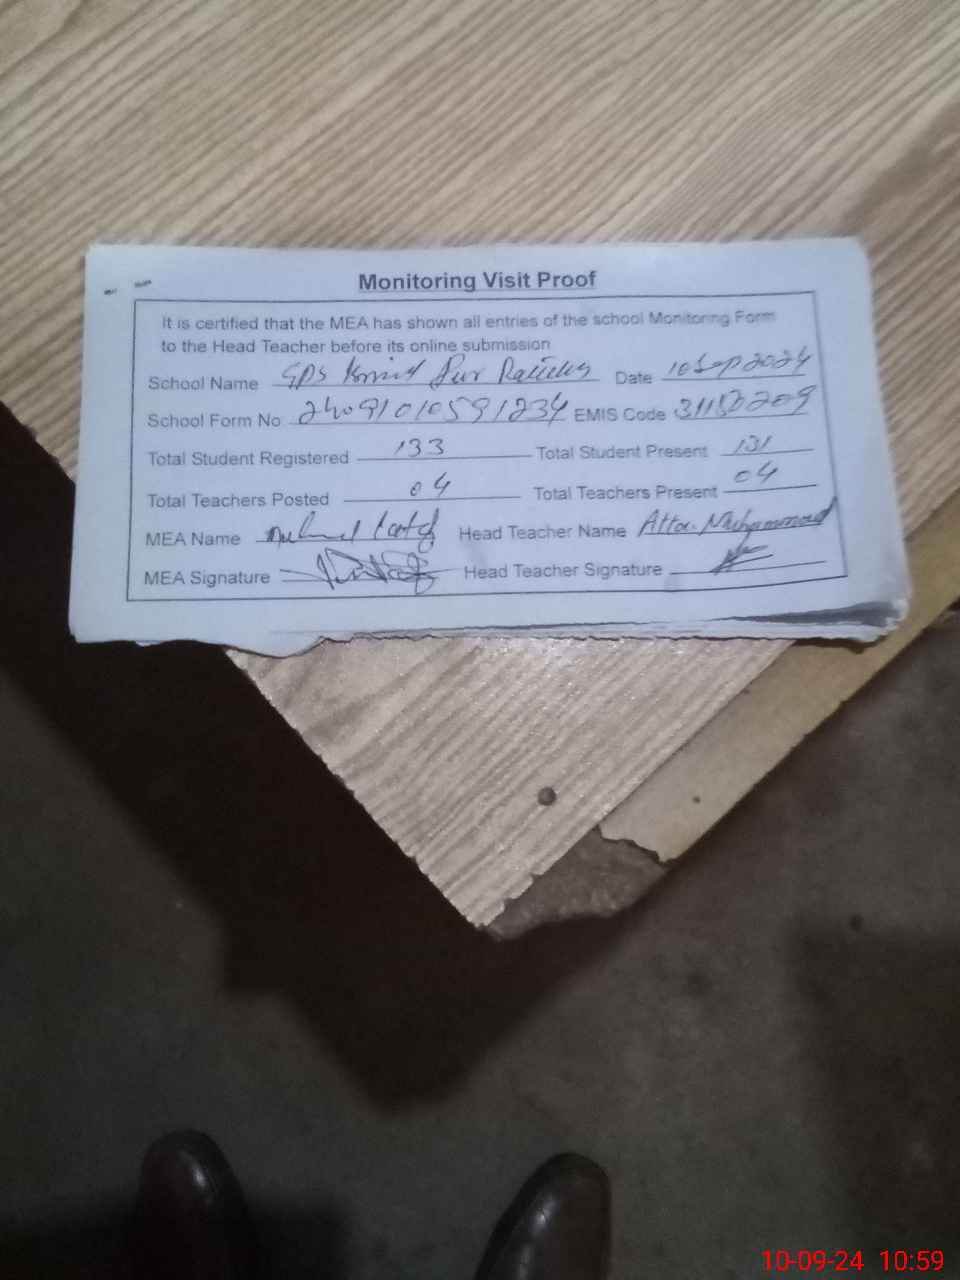 Monitoring Visit Proof
It is certified that the MEA has shown all entries of the school Monitoring Form
to the Head Teacher before its online submission
School Name GPS Pur Date 10 Sep 2024
School Form No 24091010591234 EMIS Code
Total Student Registered 133 Total Student Present 131
Total Teachers Posted 04 Total Teachers Present 04
MEA Name Head Teacher Name Atta Muhammad
MEA Signature Head Teacher Signature
10-09-24 10:59